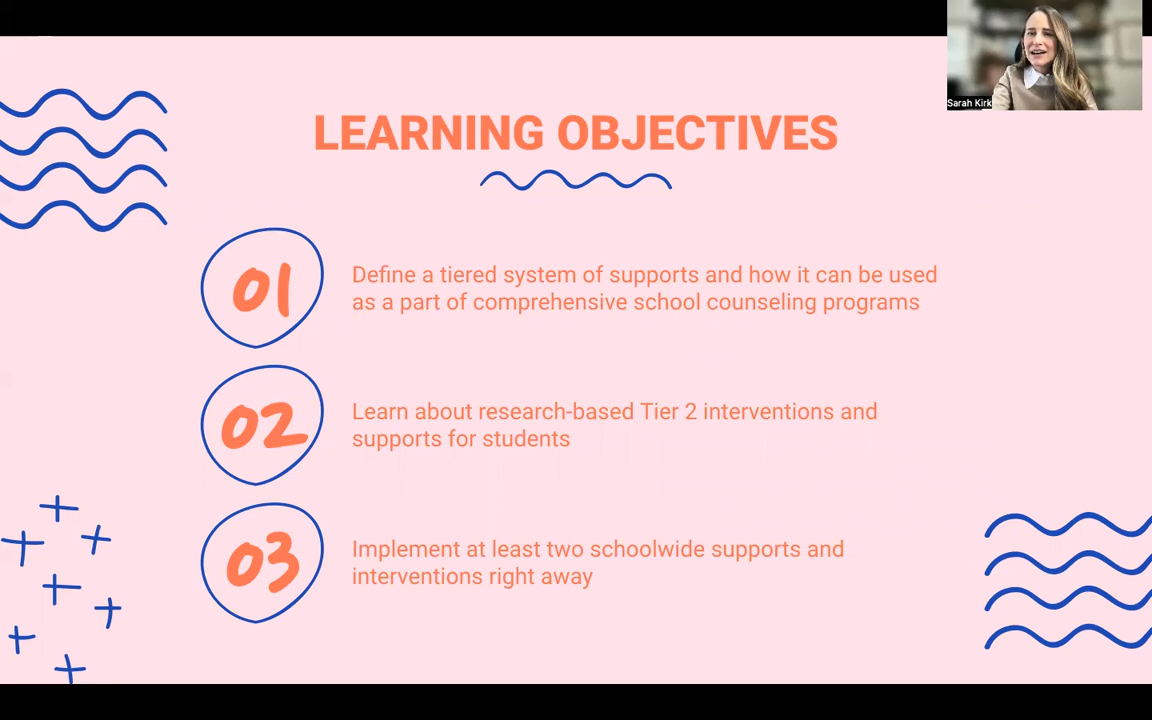 Sarah Kirk
LEARNING OBJECTIVES
01
Define a tiered system of supports and how it can be used
as a part of comprehensive school counseling programs
02
Learn about research-based Tier 2 interventions and
supports for students
03
Implement at least two schoolwide supports and
interventions right away